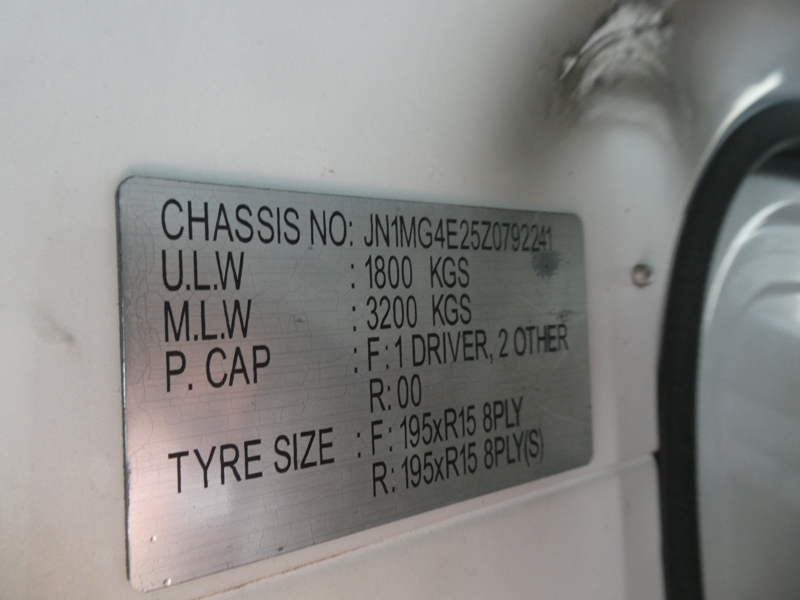 CHASSIS NO: JN1MG4E25Z0792241
U.L.W : 1800 KGS
M.L.W : 3200 KGS
P. CAP : F: 1 DRIVER, 2 OTHER
R: 00
TYRE SIZE : F: 195xR15 8PLY
R: 195xR15 8PLY(S)